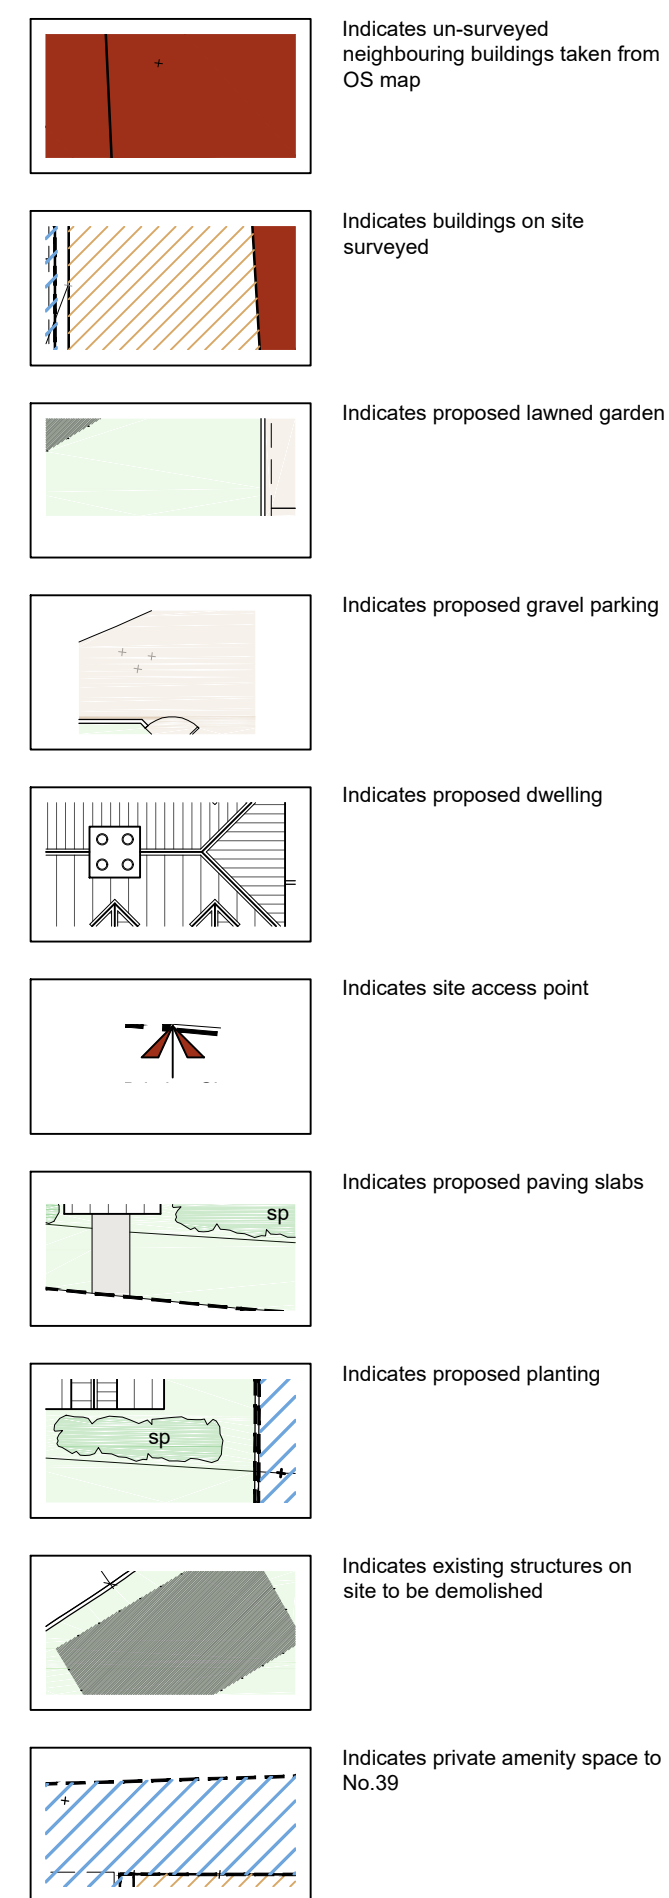 Indicates un-surveyed
neighbouring buildings taken from
OS map
Indicates buildings on site
surveyed
Indicates proposed lawned garden
Indicates proposed gravel parking
Indicates proposed dwelling
Indicates site access point
Indicates proposed paving slabs
sp
Indicates proposed planting
sp
Indicates existing structures on
site to be demolished
Indicates private amenity space to
No.39